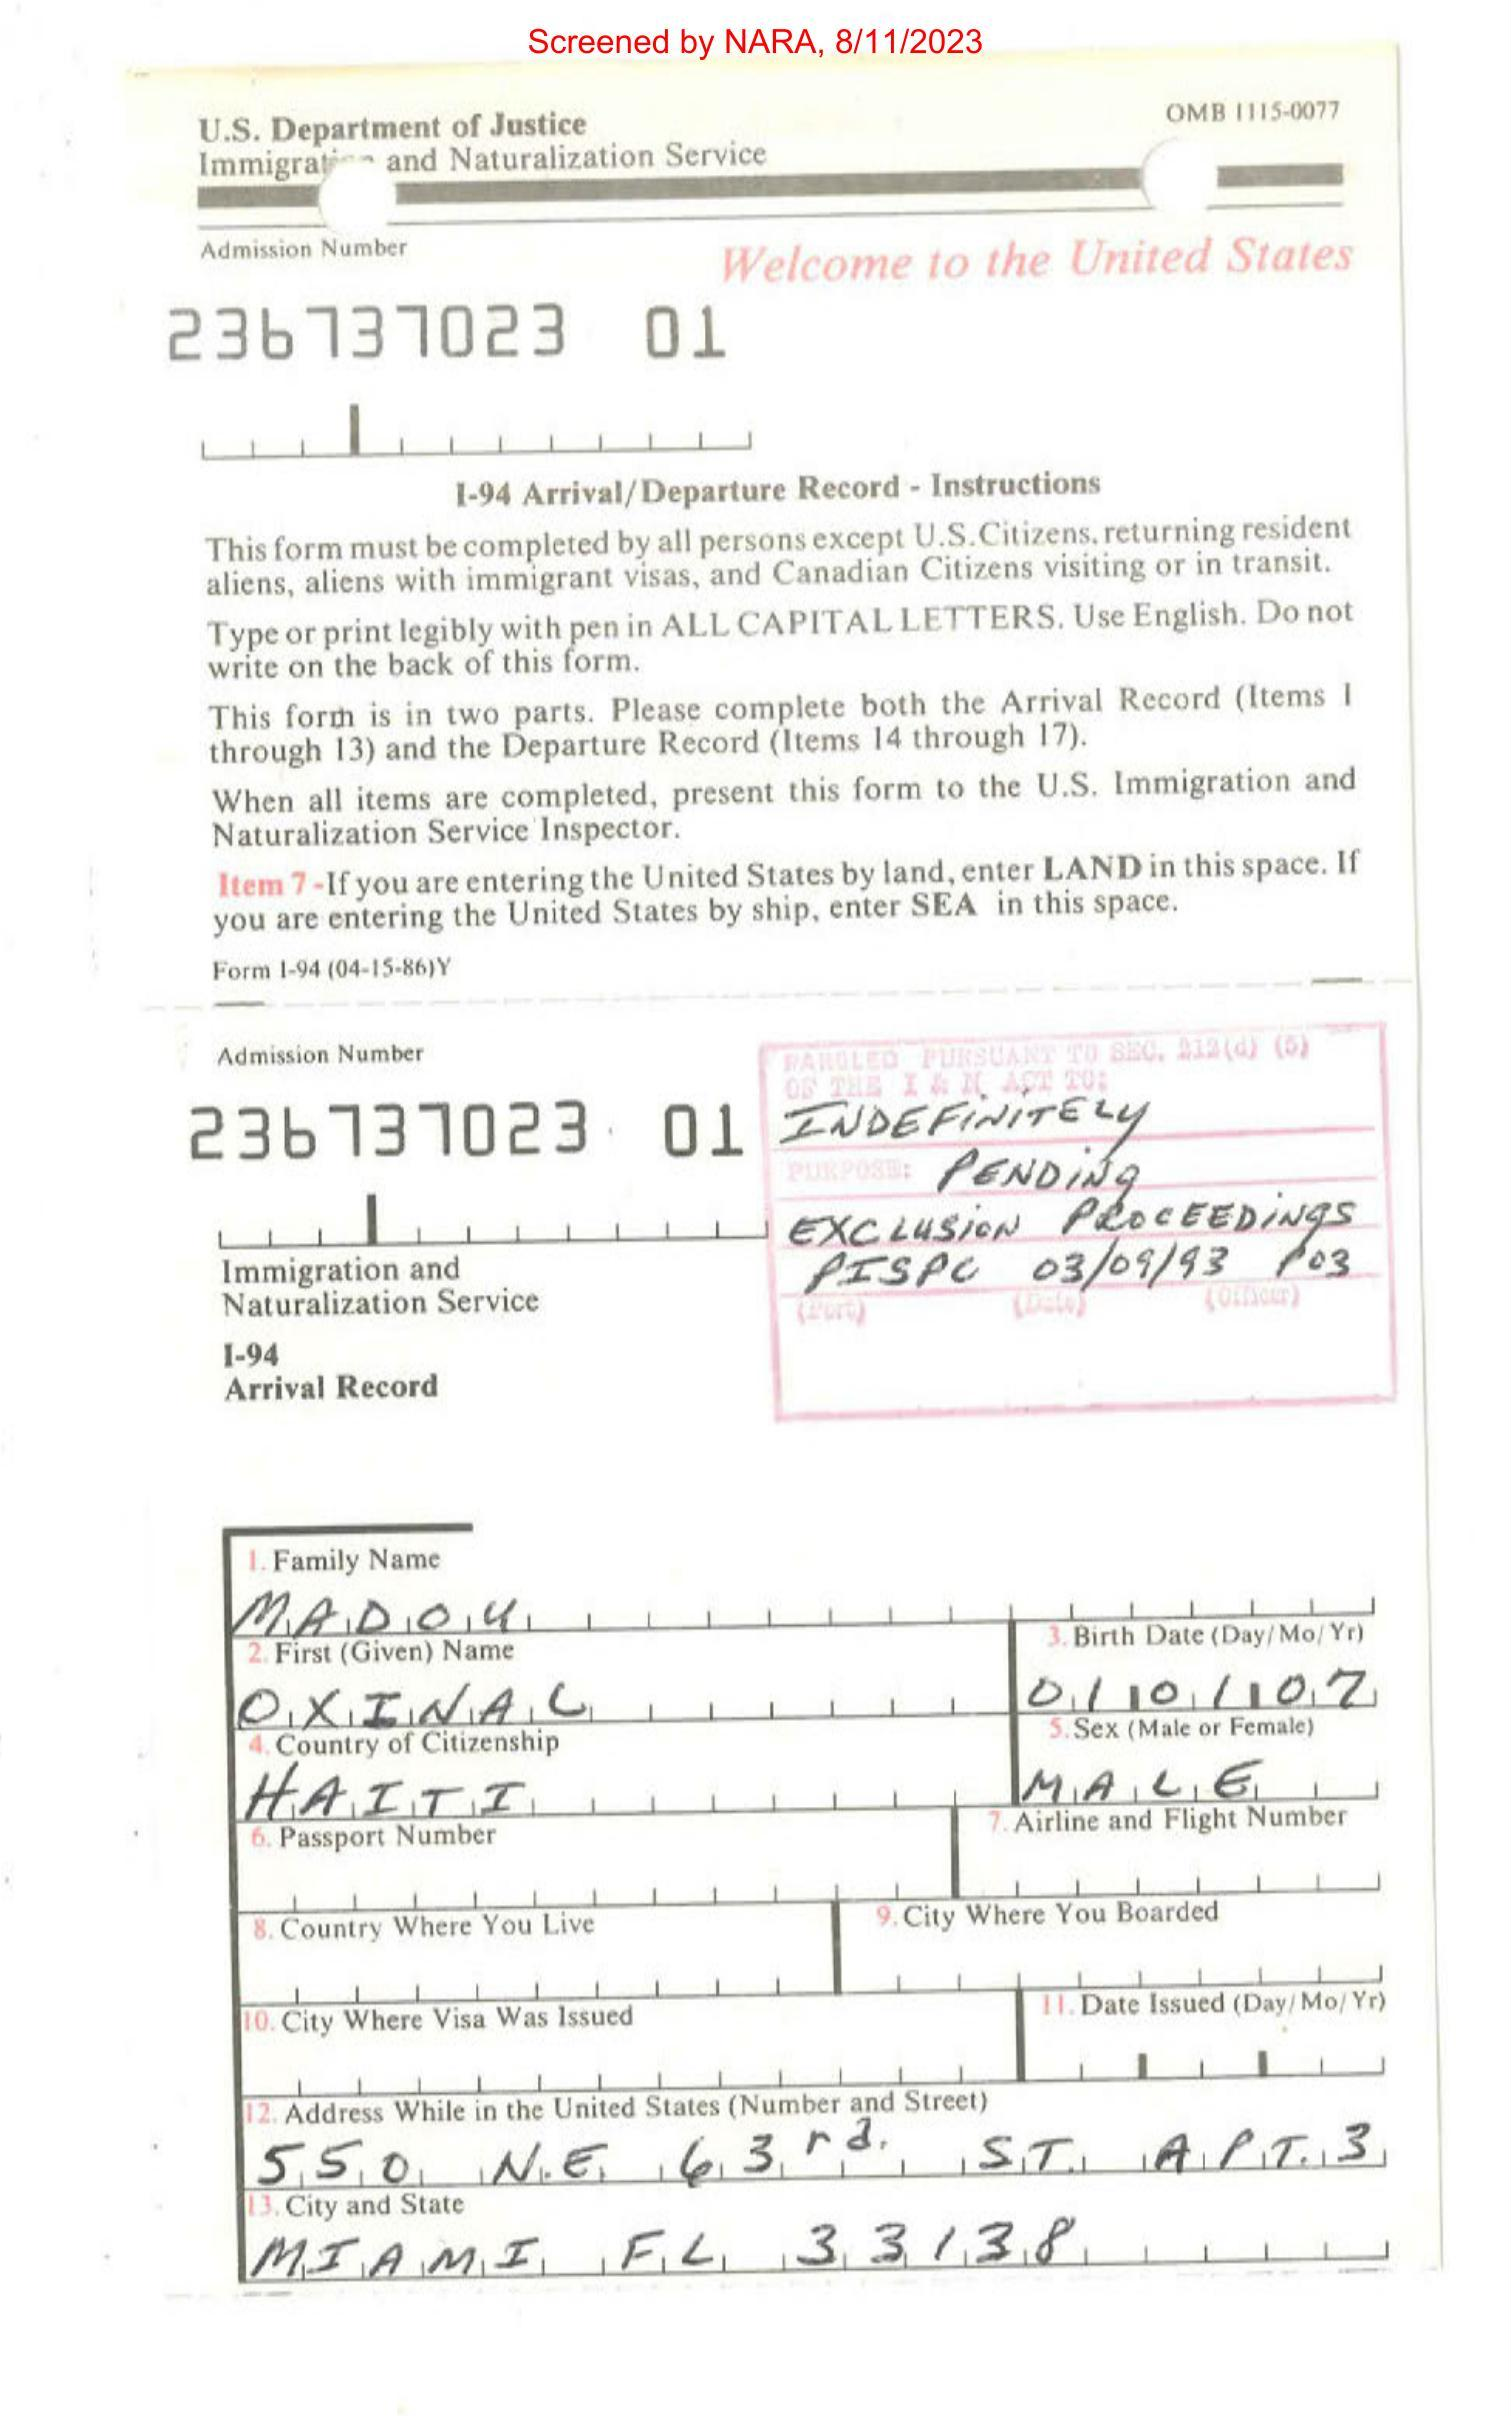 Screened by NARA, 8/11/2023
U.S. Department of Justice
OMB 1115-0077
Immigrat and Naturalization Service
Admission Number
Welcome to the United States
236737023 01
I-94 Arrival/Departure Record - Instructions
This form must be completed by all persons except U.S.Citizens, returning resident
aliens, aliens with immigrant visas, and Canadian Citizens visiting or in transit.
Type or print legibly with pen in ALL CAPITAL LETTERS. Use English. Do not
write on the back of this form.
This form is in two parts. Please complete both the Arrival Record (Items 1
through 13) and the Departure Record (Items 14 through 17).
When all items are completed, present this form to the U.S. Immigration and
Naturalization Service Inspector.
Item 7 - If you are entering the United States by land, enter LAND in this space. If
you are entering the United States by ship, enter SEA in this space.
Form I-94 (04-15-86)Y
Admission Number
236737023 01
PAROLED PURSUANT TO SEC. 212(d) (5)
OF THE I & N ACT TO:
INDEFINITELY
PURPOSE: PENDING
EXCLUSION PROCEEDINGS
PISPC 03/09/93 P03
(Port) (Date) (Officer)
Immigration and
Naturalization Service
I-94
Arrival Record
1. Family Name
MADOU
2. First (Given) Name
3. Birth Date (Day/Mo/Yr)
OXINAL
010107
4. Country of Citizenship
5. Sex (Male or Female)
HAITI
MALE
6. Passport Number
7. Airline and Flight Number
8. Country Where You Live
9. City Where You Boarded
10. City Where Visa Was Issued
11. Date Issued (Day/Mo/Yr)
12. Address While in the United States (Number and Street)
550 N.E. 63rd. ST. APT. 3
13. City and State
MIAMI FL 33138